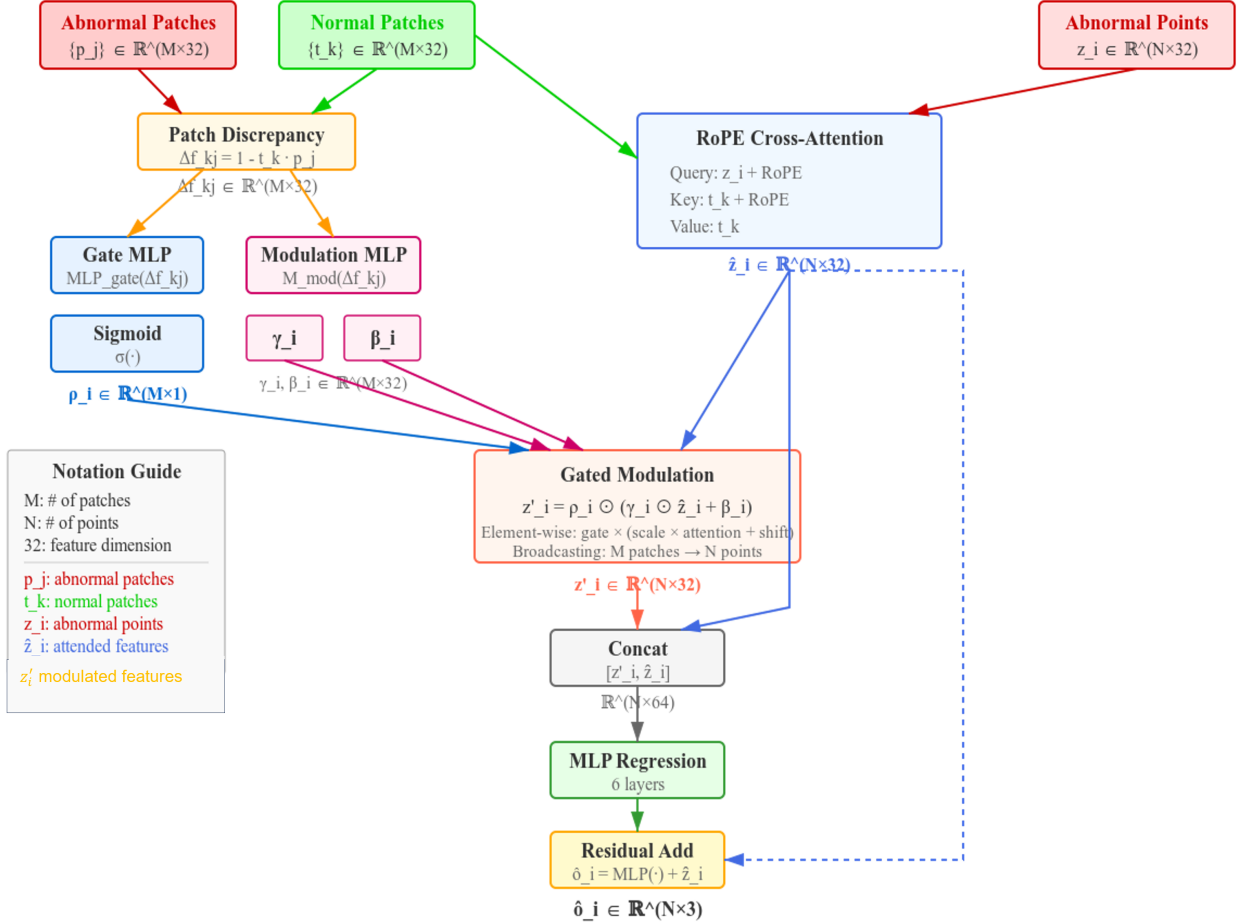 Abnormal Patches
{p_j} ∈ ℝ^(M×32)
Normal Patches
{t_k} ∈ ℝ^(M×32)
Abnormal Points
z_i ∈ ℝ^(N×32)
Patch Discrepancy
Δf_kj = 1 - t_k · p_j
Δf_kj ∈ ℝ^(M×32)
RoPE Cross-Attention
Query: z_i + RoPE
Key: t_k + RoPE
Value: t_k
ẑ_i ∈ ℝ^(N×32)
Gate MLP
MLP_gate(Δf_kj)
Modulation MLP
M_mod(Δf_kj)
Sigmoid
σ(·)
γ_i
β_i
ρ_i ∈ ℝ^(M×1)
γ_i, β_i ∈ ℝ^(M×32)
Notation Guide
M: # of patches
N: # of points
32: feature dimension
p_j: abnormal patches
t_k: normal patches
z_i: abnormal points
ẑ_i: attended features
z′_i modulated features
Gated Modulation
z'_i = ρ_i ⊙ (γ_i ⊙ ẑ_i + β_i)
Element-wise: gate × (scale × attention + shift)
Broadcasting: M patches → N points
z'_i ∈ ℝ^(N×32)
Concat
[z'_i, ẑ_i]
ℝ^(N×64)
MLP Regression
6 layers
Residual Add
ô_i = MLP(·) + ẑ_i
ô_i ∈ ℝ^(N×3)